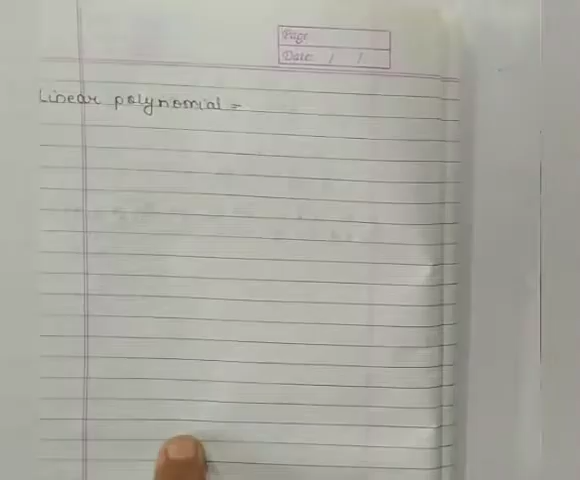 Page
Date: / /
Linear polynomial =